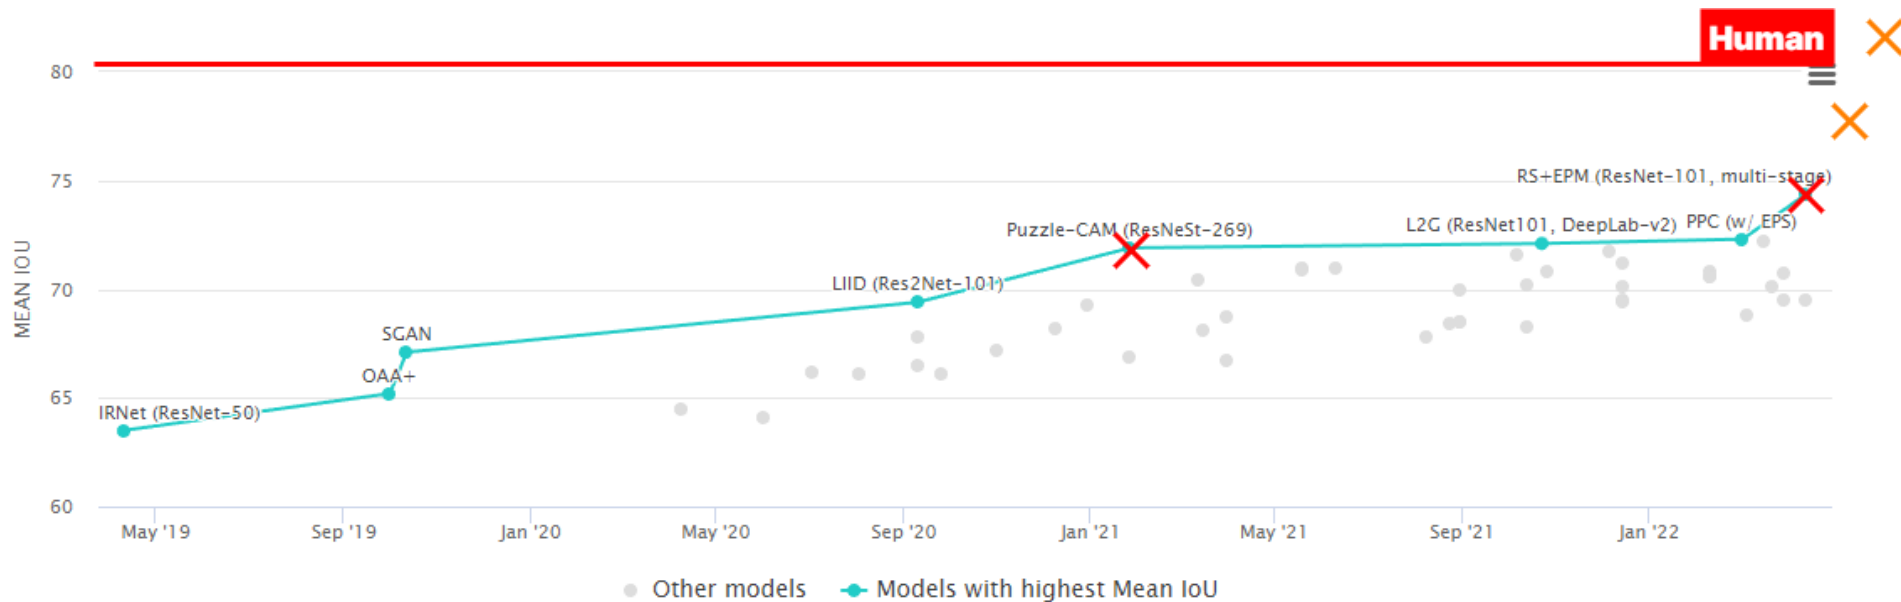 Human
80
75
RS+EPM (ResNet-101, multi-stage)
Puzzle-CAM (ResNeSt-269)
L2G (ResNet101, DeepLab-v2)
PPC (w/ EPS)
LIID (Res2Net-101)
70
MEAN IOU
SGAN
OAA+
65
IRNet (ResNet-50)
60
May '19
Sep '19
Jan '20
May '20
Sep '20
Jan '21
May '21
Sep '21
Jan '22
Other models
Models with highest Mean IoU